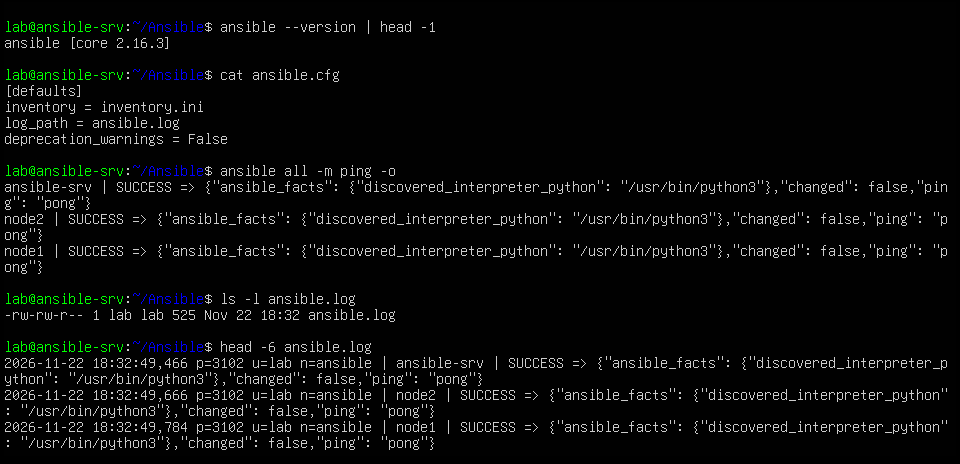 lab@ansible-srv:~/Ansible$ ansible --version | head -1
ansible [core 2.16.3]
lab@ansible-srv:~/Ansible$ cat ansible.cfg
[defaults]
inventory = inventory.ini
log_path = ansible.log
deprecation_warnings = False
lab@ansible-srv:~/Ansible$ ansible all -m ping -o
ansible-srv | SUCCESS => {"ansible_facts": {"discovered_interpreter_python": "/usr/bin/python3"},"changed": false,"pin
g": "pong"}
node2 | SUCCESS => {"ansible_facts": {"discovered_interpreter_python": "/usr/bin/python3"},"changed": false,"ping": "p
ong"}
node1 | SUCCESS => {"ansible_facts": {"discovered_interpreter_python": "/usr/bin/python3"},"changed": false,"ping": "p
ong"}
lab@ansible-srv:~/Ansible$ ls -l ansible.log
-rw-rw-r-- 1 lab lab 525 Nov 22 18:32 ansible.log
lab@ansible-srv:~/Ansible$ head -6 ansible.log
2026-11-22 18:32:49,466 p=3102 u=lab n=ansible | ansible-srv | SUCCESS => {"ansible_facts": {"discovered_interpreter_p
ython": "/usr/bin/python3"},"changed": false,"ping": "pong"}
2026-11-22 18:32:49,666 p=3102 u=lab n=ansible | node2 | SUCCESS => {"ansible_facts": {"discovered_interpreter_python"
: "/usr/bin/python3"},"changed": false,"ping": "pong"}
2026-11-22 18:32:49,784 p=3102 u=lab n=ansible | node1 | SUCCESS => {"ansible_facts": {"discovered_interpreter_python"
: "/usr/bin/python3"},"changed": false,"ping": "pong"}